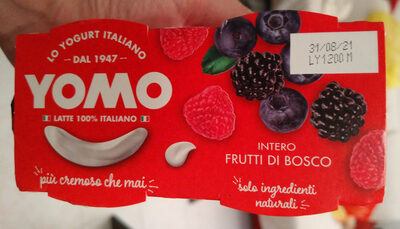 LO YOGURT ITALIANO
DAL 1947
YOMO
LATTE 100% ITALIANO
più cremoso che mai
31/08/21
LY1200 M
INTERO
FRUTTI DI BOSCO
solo ingredienti
naturali